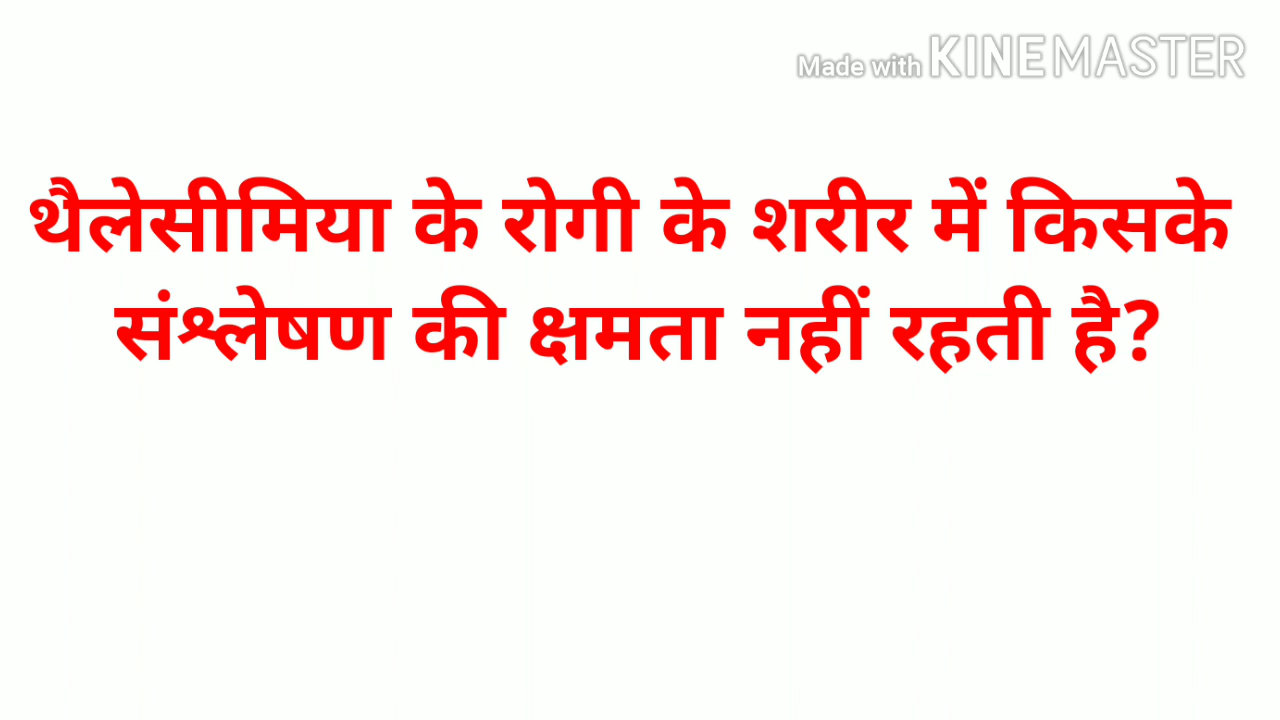 Made with KINEMASTER
थैलेसीमिया के रोगी के शरीर में किसके
संश्लेषण की क्षमता नहीं रहती है?